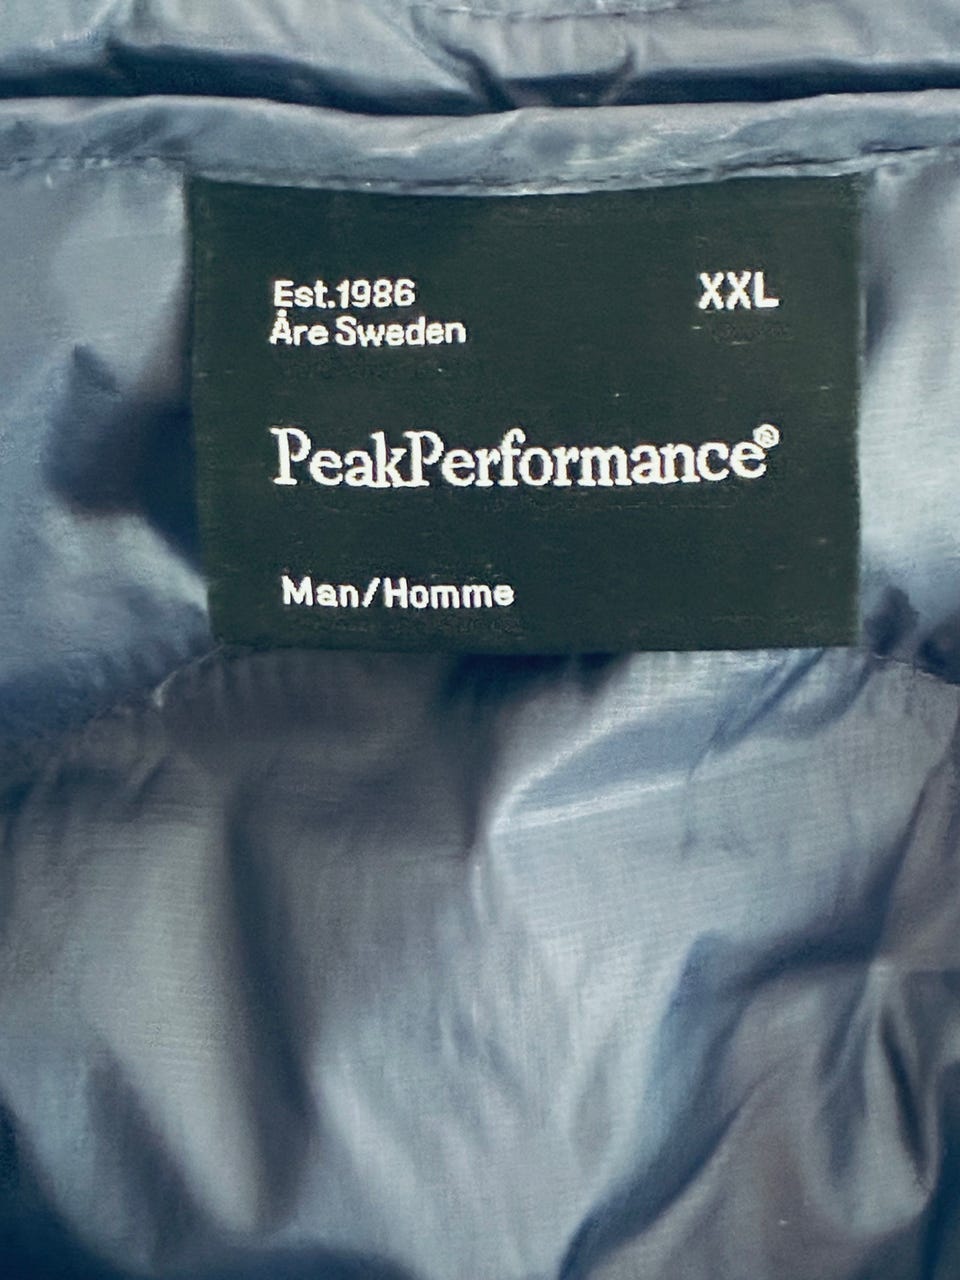 Est.1986
Åre Sweden
XXL
PeakPerformance®
Man/Homme